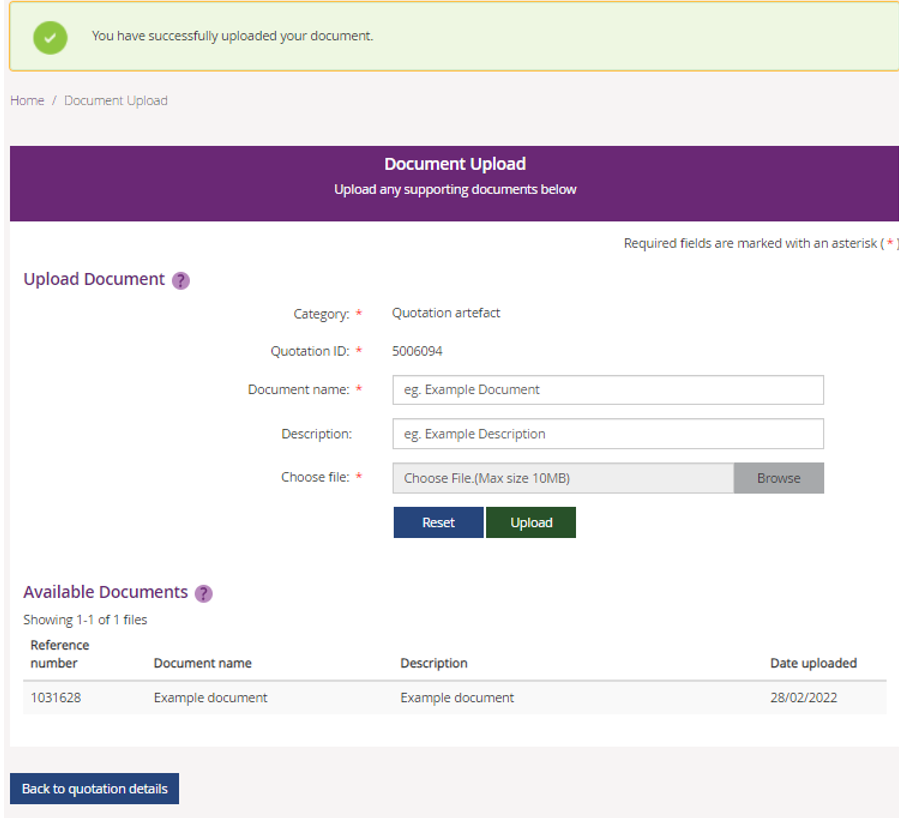 You have successfully uploaded your document.
Home / Document Upload
Document Upload
Upload any supporting documents below
Required fields are marked with an asterisk ( * )
Upload Document ?
Category: * Quotation artefact
Quotation ID: * 5006094
Document name: * eg. Example Document
Description: eg. Example Description
Choose file: * Choose File.(Max size 10MB) Browse
Reset Upload
Available Documents ?
Showing 1-1 of 1 files
Reference
number Document name Description Date uploaded
1031628 Example document Example document 28/02/2022
Back to quotation details